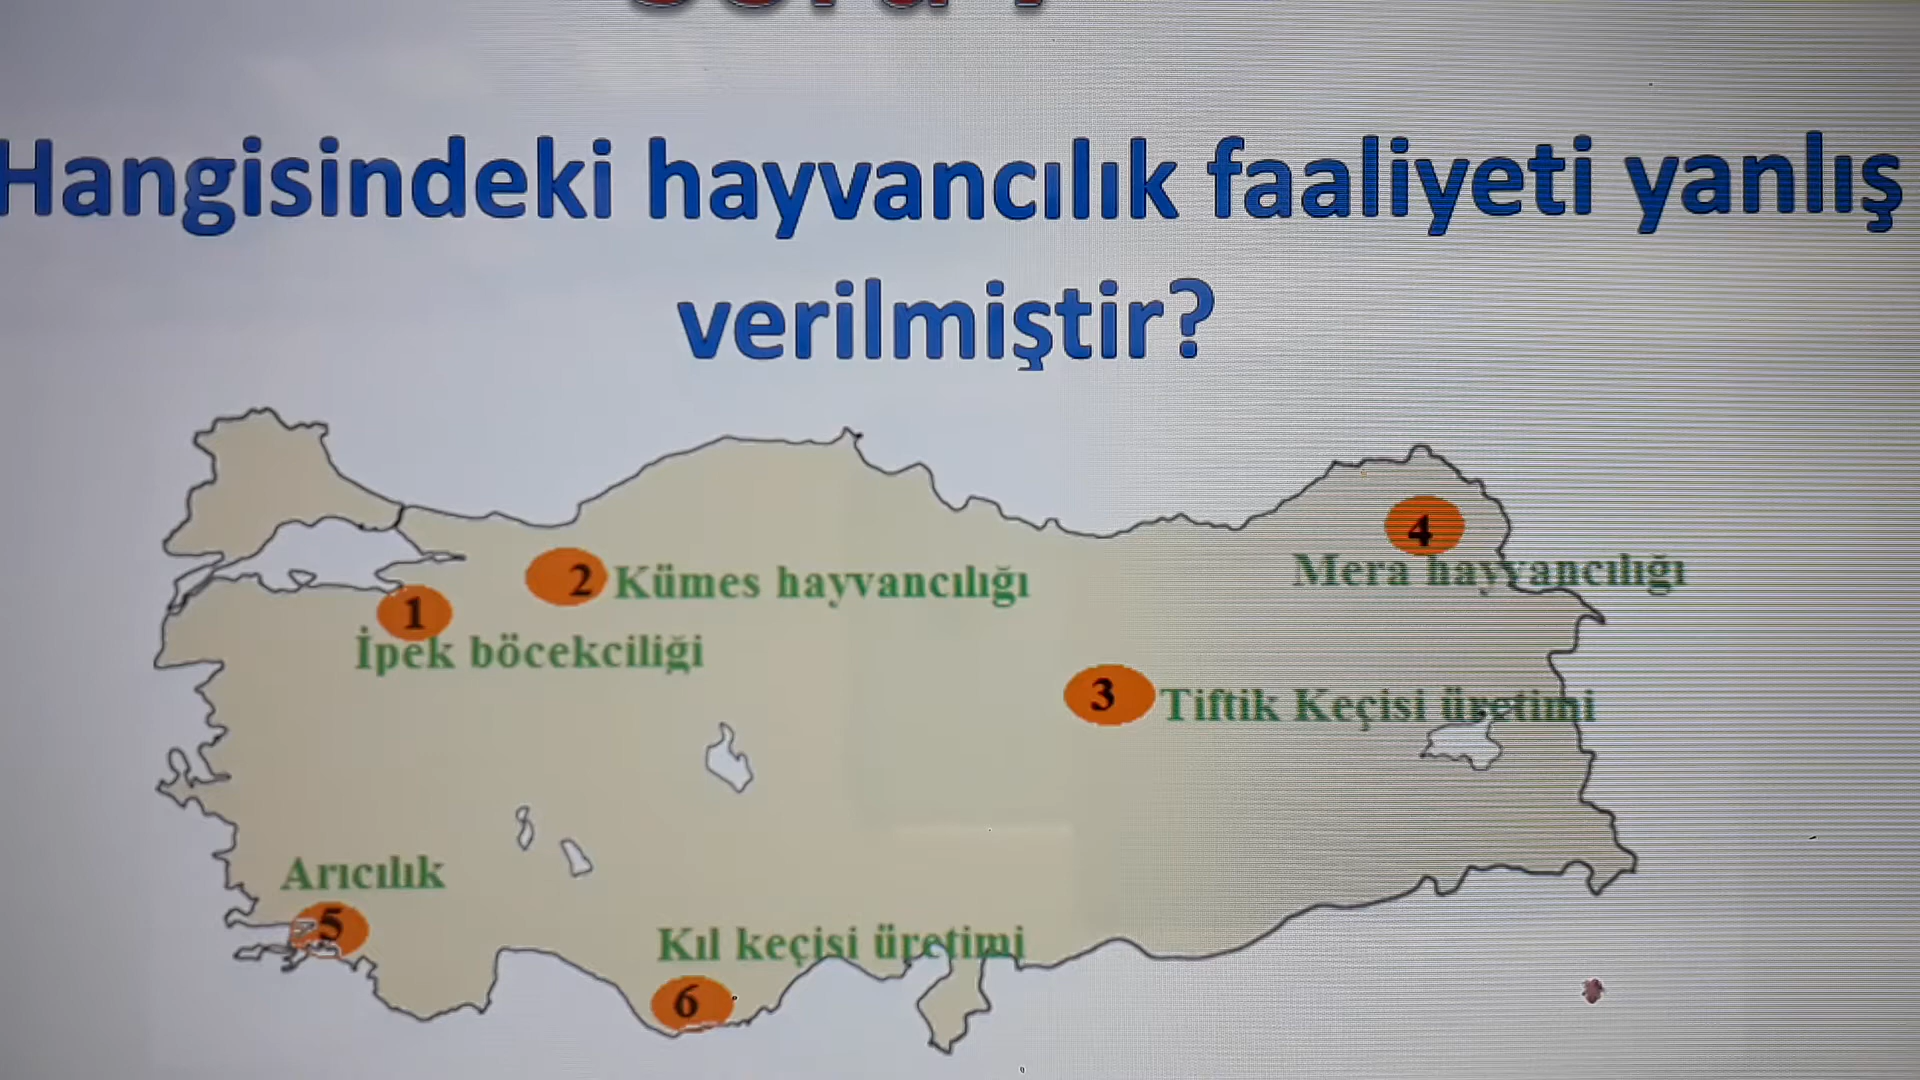 Hangisindeki hayvancılık faaliyeti yanlış
verilmiştir?
4
Mera hayvancılığı
2 Kümes hayvancılığı
1
İpek böcekciliği
3 Tiftik Keçisi üretimi
Arıcılık
5
Kıl keçisi üretimi
6